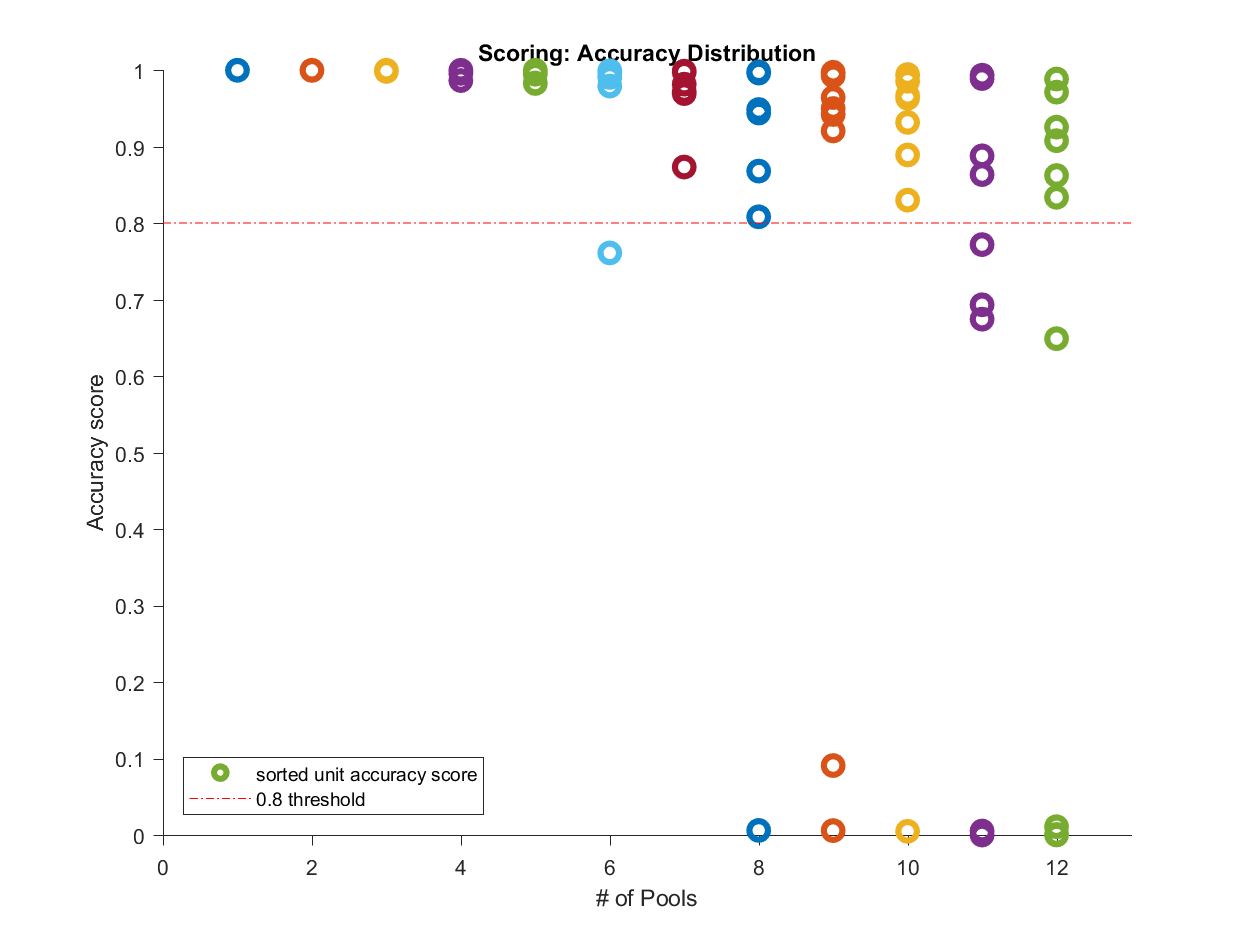 Scoring: Accuracy Distribution
1
0.9
0.8
0.7
0.6
0.5
0.4
0.3
0.2
0.1
0
Accuracy score
sorted unit accuracy score
0.8 threshold
0 2 4 6 8 10 12
# of Pools